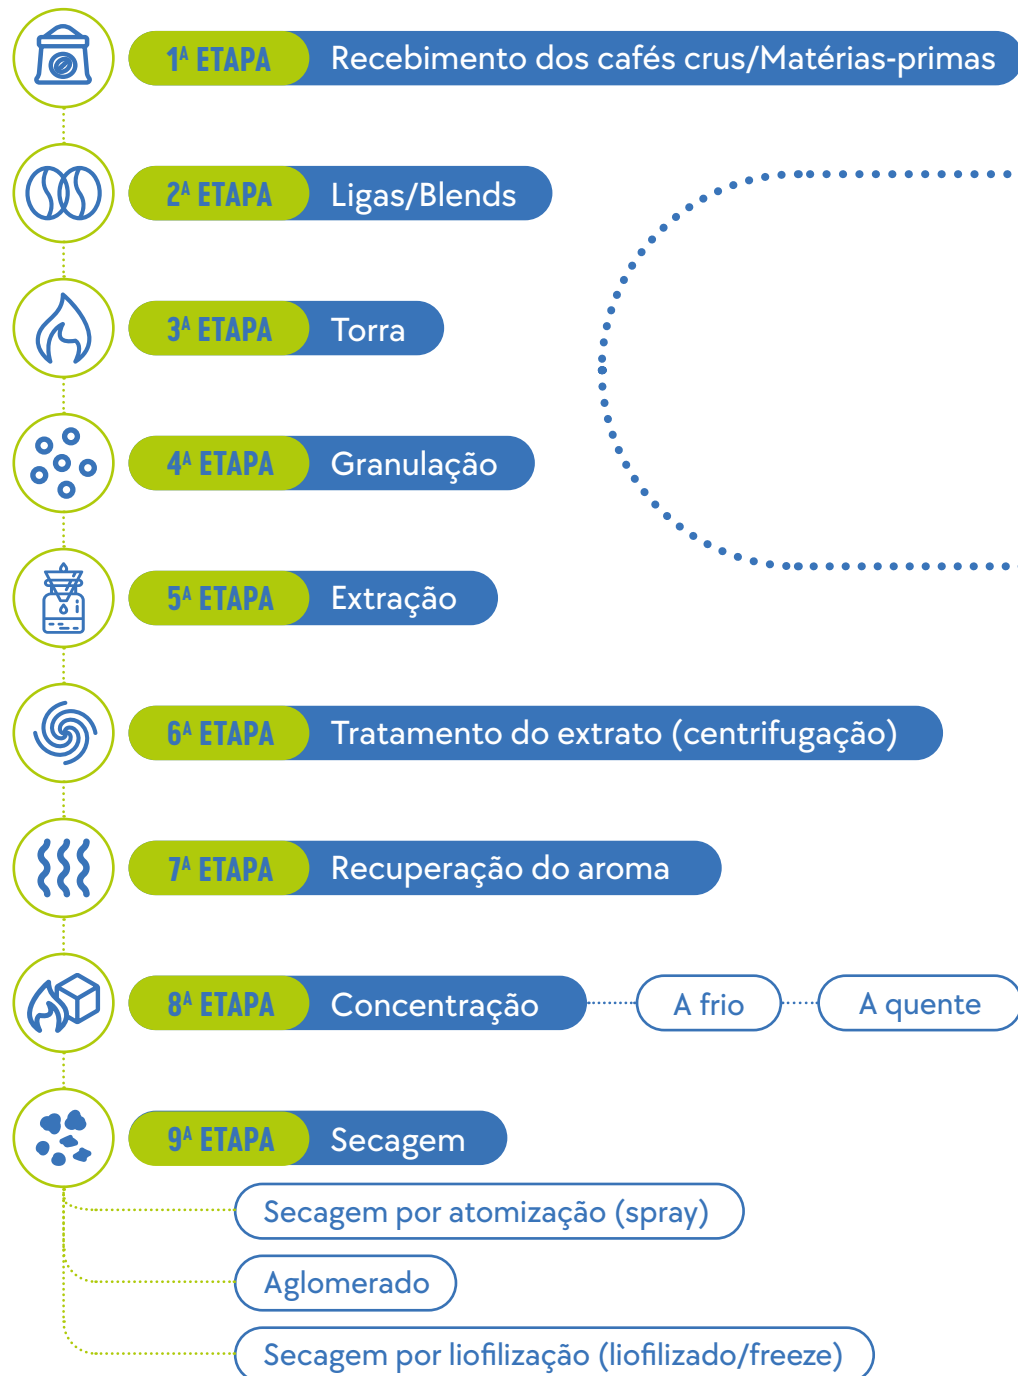 1ᴬ ETAPA Recebimento dos cafés crus/Matérias-primas
2ᴬ ETAPA Ligas/Blends
3ᴬ ETAPA Torra
4ᴬ ETAPA Granulação
5ᴬ ETAPA Extração
6ᴬ ETAPA Tratamento do extrato (centrifugação)
7ᴬ ETAPA Recuperação do aroma
8ᴬ ETAPA Concentração A frio A quente
9ᴬ ETAPA Secagem
Secagem por atomização (spray)
Aglomerado
Secagem por liofilização (liofilizado/freeze)